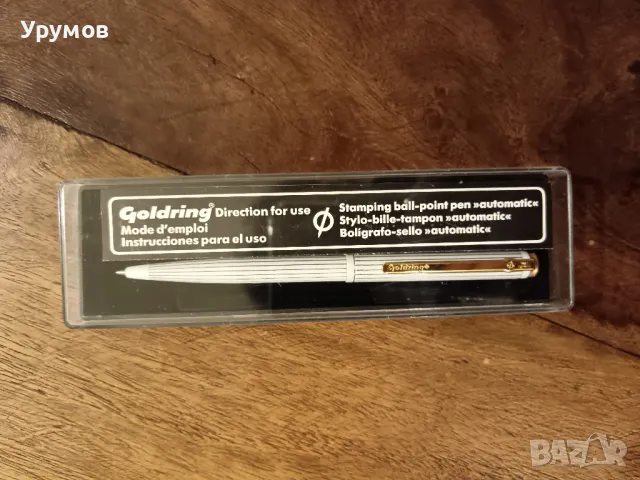 Урумов
Goldring® Direction for use
Mode d'emploi
Instrucciones para el uso
Stamping ball-point pen »automatic«
Stylo-bille-tampon »automatic«
Bolígrafo-sello »automatic«
Goldring
BAZAR